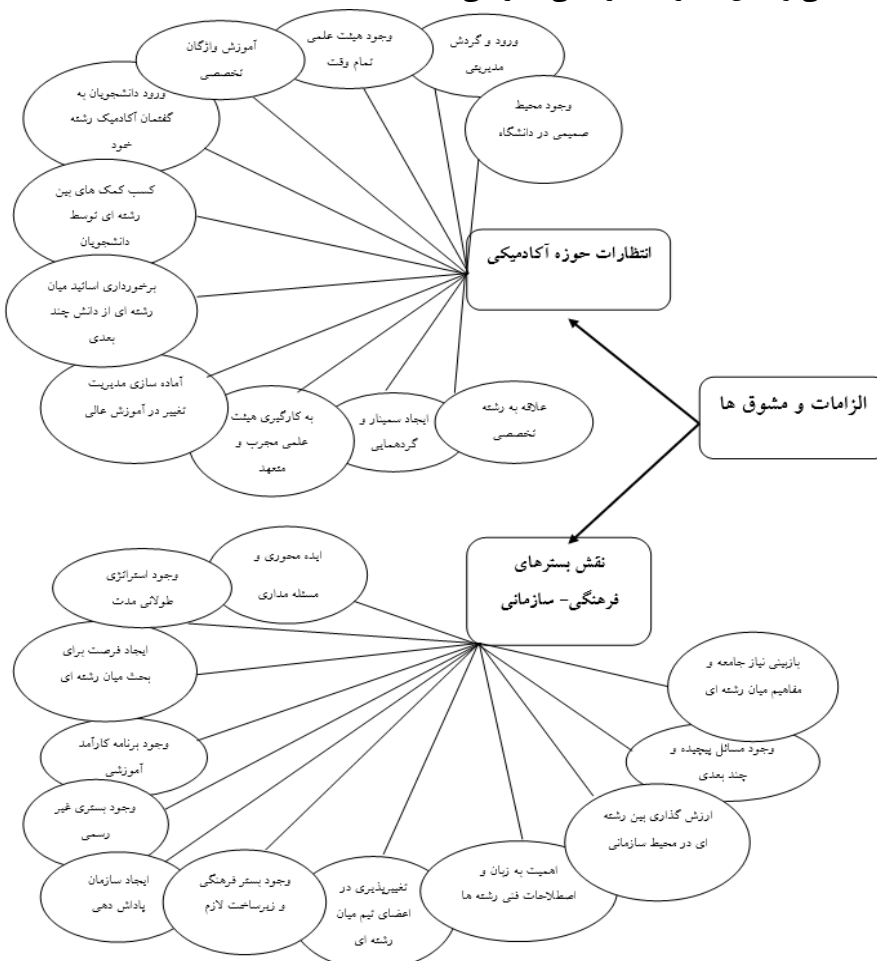 وجود هیئت علمی
تمام وقت
ورود و گردش
مدیریتی
آموزش واژگان
تخصصی
وجود محیط
صمیمی در دانشگاه
ورود دانشجویان به
گفتمان آکادمیک رشته
خود
کسب کمک های بین
رشته ای توسط
دانشجویان
انتظارات حوزه آکادمیکی
برخورداری اساتید میان
رشته ای از دانش چند
بعدی
آماده سازی مدیریت
تغییر در آموزش عالی
به کارگیری هیئت
علمی مجرب و
متعهد
ایجاد سمینار و
گردهمایی
علاقه به رشته
تخصصی
الزامات و مشوق ها
نقش بسترهای
فرهنگی- سازمانی
ایده محوری و
مسئله مداری
وجود استراتژی
طولانی مدت
ایجاد فرصت برای
بحث میان رشته ای
وجود برنامه کارآمد
آموزشی
وجود بستری غیر
رسمی
ایجاد سازمان
پاداش دهی
وجود بستر فرهنگی
و زیرساخت لازم
تغییرپذیری در
اعضای تیم میان
رشته ای
اهمیت به زبان و
اصطلاحات فنی رشته ها
ارزش گذاری بین رشته
ای در محیط سازمانی
وجود مسائل پیچیده و
چند بعدی
بازبینی نیاز جامعه و
مفاهیم میان رشته ای